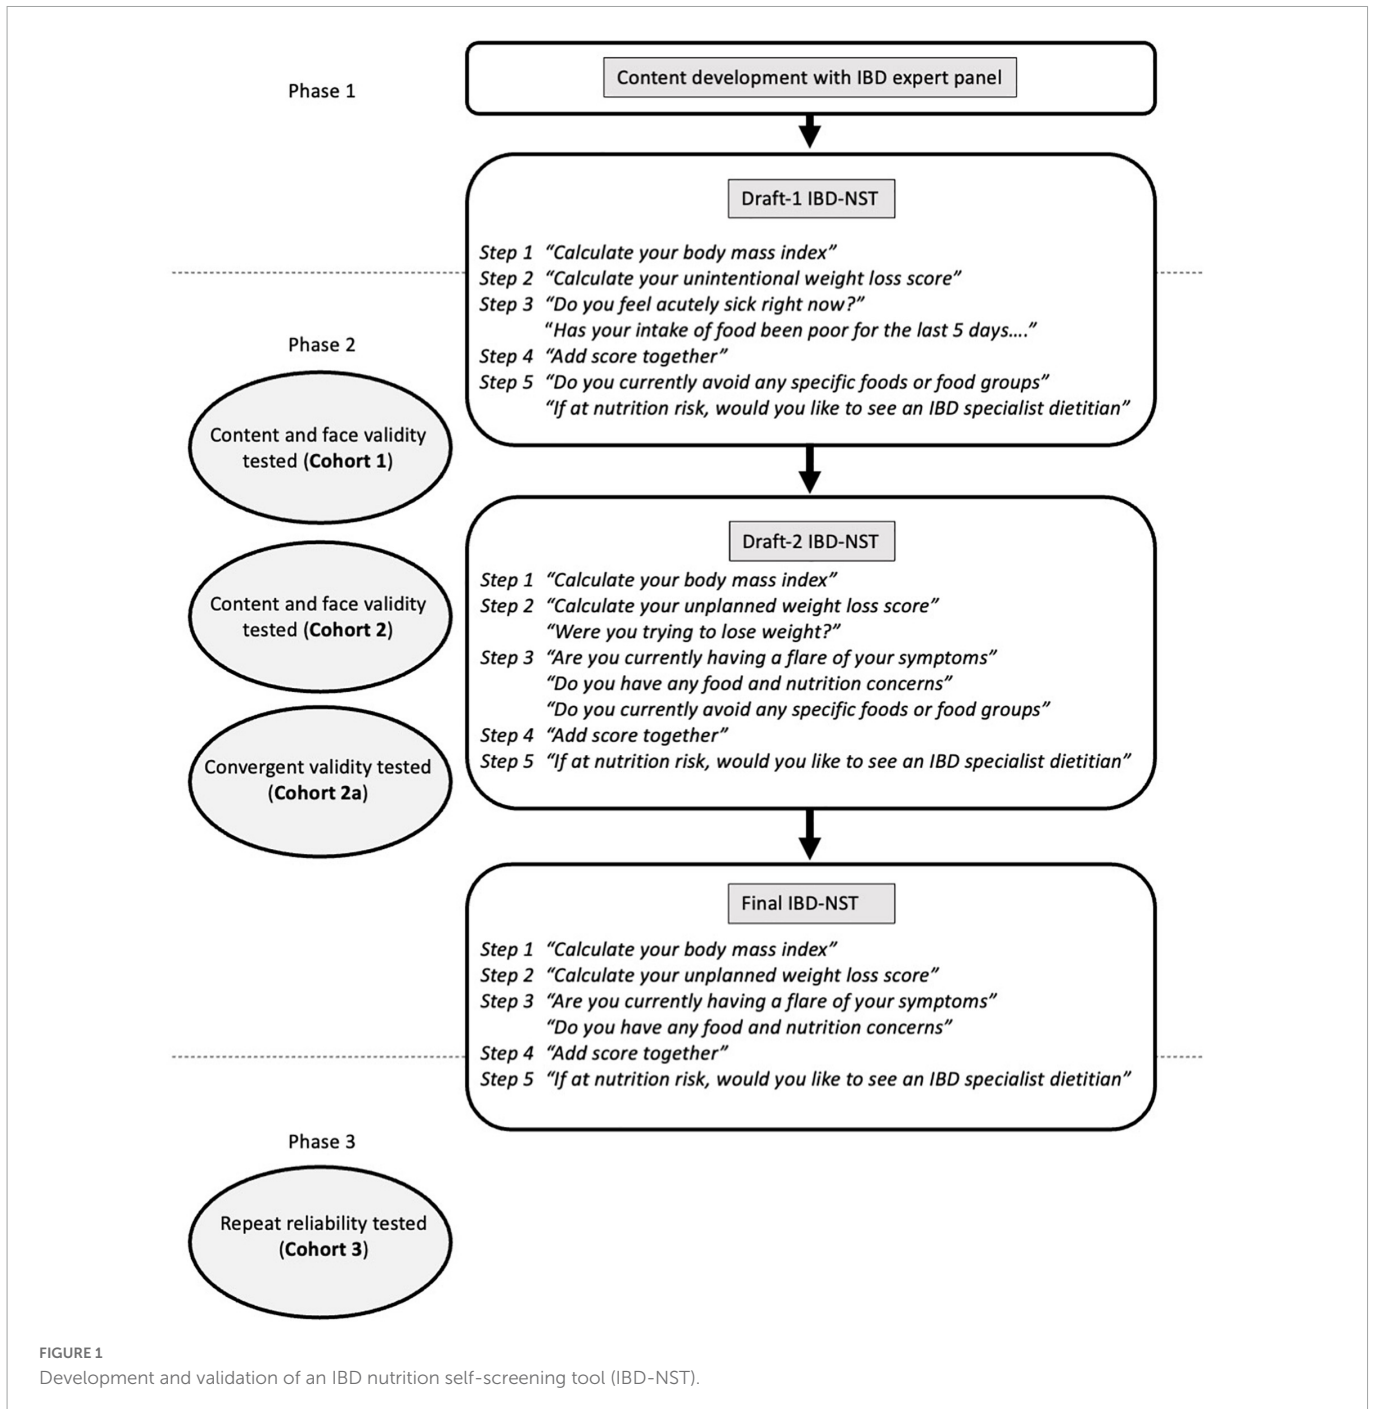 Phase 1
Content development with IBD expert panel
Draft-1 IBD-NST
Step 1 “Calculate your body mass index”
Step 2 “Calculate your unintentional weight loss score”
Step 3 “Do you feel acutely sick right now?”
“Has your intake of food been poor for the last 5 days....”
Step 4 “Add score together”
Step 5 “Do you currently avoid any specific foods or food groups”
“If at nutrition risk, would you like to see an IBD specialist dietitian”
Phase 2
Content and face validity
tested (Cohort 1)
Content and face validity
tested (Cohort 2)
Convergent validity tested
(Cohort 2a)
Draft-2 IBD-NST
Step 1 “Calculate your body mass index”
Step 2 “Calculate your unplanned weight loss score”
“Were you trying to lose weight?”
Step 3 “Are you currently having a flare of your symptoms”
“Do you have any food and nutrition concerns”
“Do you currently avoid any specific foods or food groups”
Step 4 “Add score together”
Step 5 “If at nutrition risk, would you like to see an IBD specialist dietitian”
Final IBD-NST
Step 1 “Calculate your body mass index”
Step 2 “Calculate your unplanned weight loss score”
Step 3 “Are you currently having a flare of your symptoms”
“Do you have any food and nutrition concerns”
Step 4 “Add score together”
Step 5 “If at nutrition risk, would you like to see an IBD specialist dietitian”
Phase 3
Repeat reliability tested
(Cohort 3)
FIGURE 1
Development and validation of an IBD nutrition self-screening tool (IBD-NST).